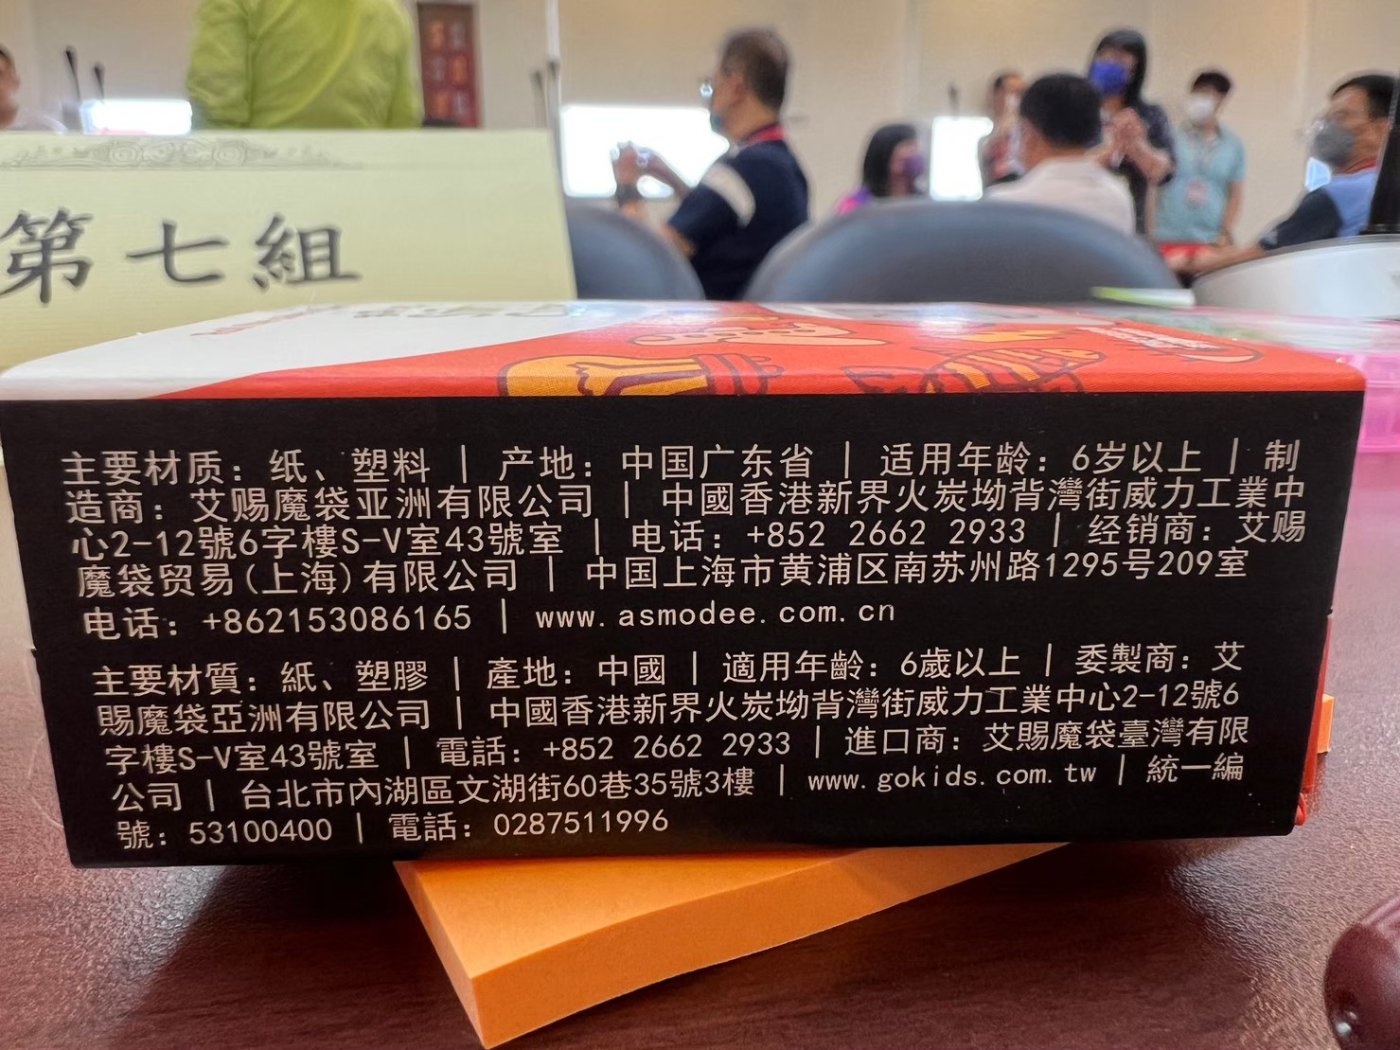 第七組
主要材质：纸、塑料 | 产地：中国广东省 | 适用年龄：6岁以上 | 制
造商：艾赐魔袋亚洲有限公司 | 中國香港新界火炭坳背灣街威力工業中
心2-12號6字樓S-V室43號室 | 电话：+852 2662 2933 | 经销商：艾赐
魔袋贸易(上海)有限公司 | 中国上海市黄浦区南苏州路1295号209室
电话：+862153086165 | www.asmodee.com.cn
主要材質：紙、塑膠 | 產地：中國 | 適用年齡：6歲以上 | 委製商：艾
賜魔袋亞洲有限公司 | 中國香港新界火炭坳背灣街威力工業中心2-12號6
字樓S-V室43號室 | 電話：+852 2662 2933 | 進口商：艾賜魔袋臺灣有限
公司 | 台北市內湖區文湖街60巷35號3樓 | www.gokids.com.tw | 統一編
號：53100400 | 電話：0287511996